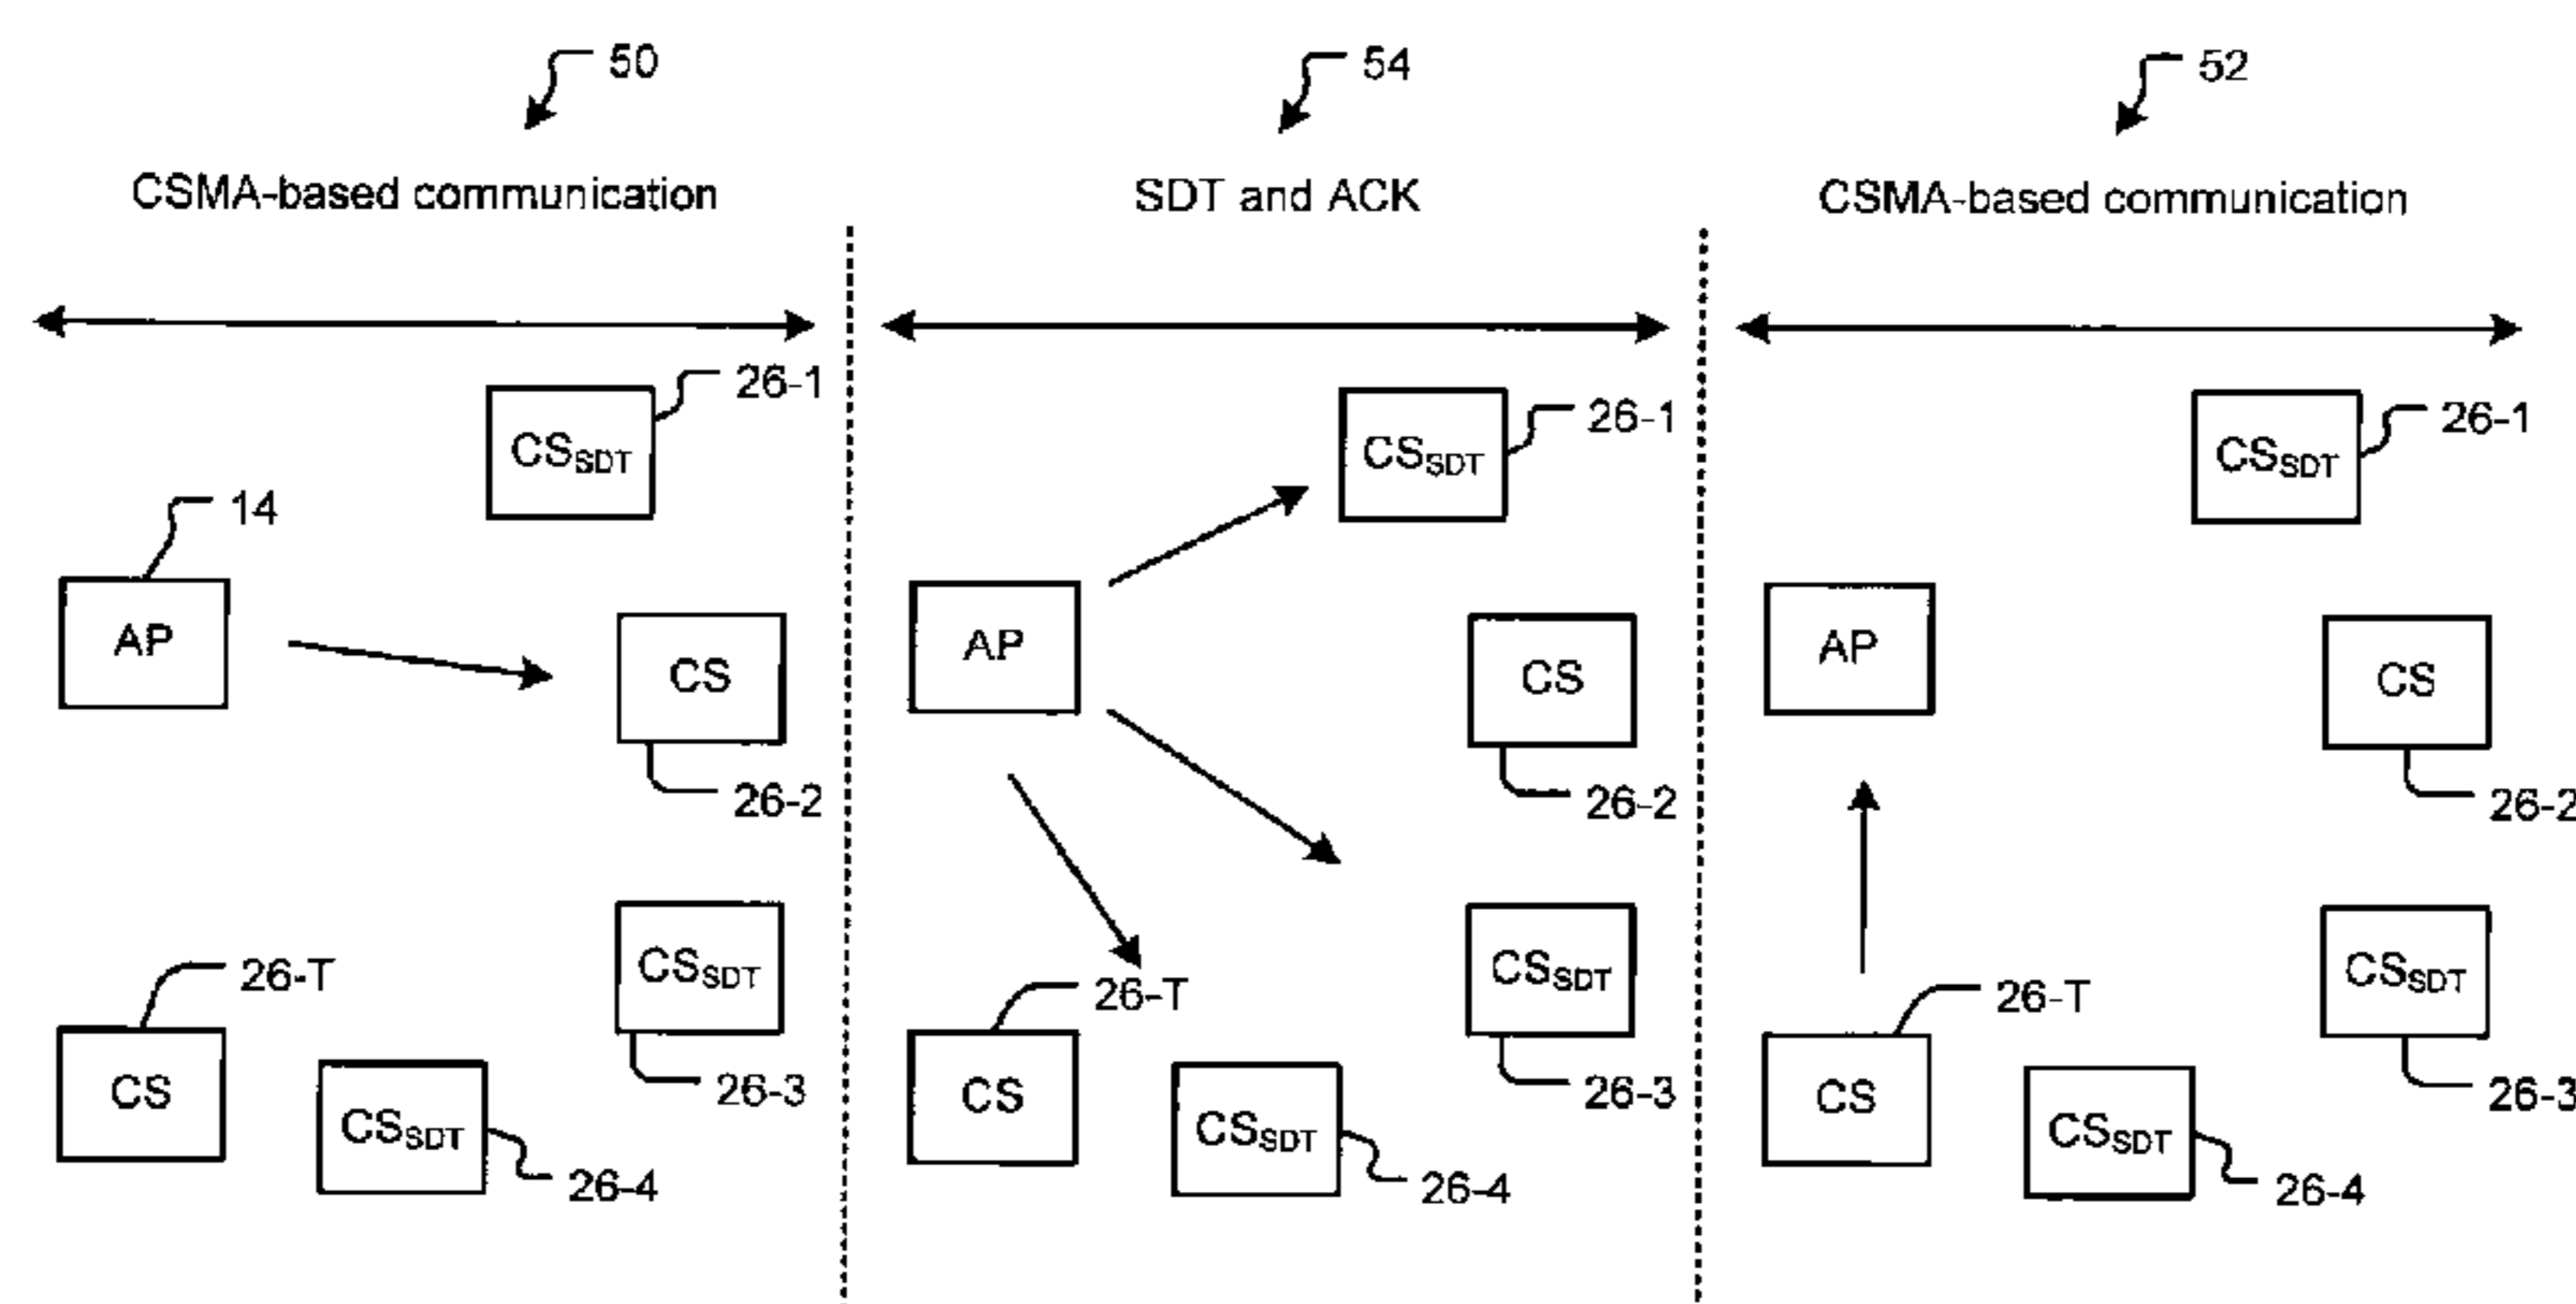 50
54
52
CSMA-based communication
SDT and ACK
CSMA-based communication
26-1
CSSDT
14
AP
CS
26-2
26-T
CS
CSSDT
26-3
CSSDT
26-4
26-1
CSSDT
AP
CS
26-2
26-T
CS
CSSDT
26-3
CSSDT
26-4
26-1
CSSDT
AP
CS
26-2
26-T
CS
CSSDT
26-3
CSSDT
26-4